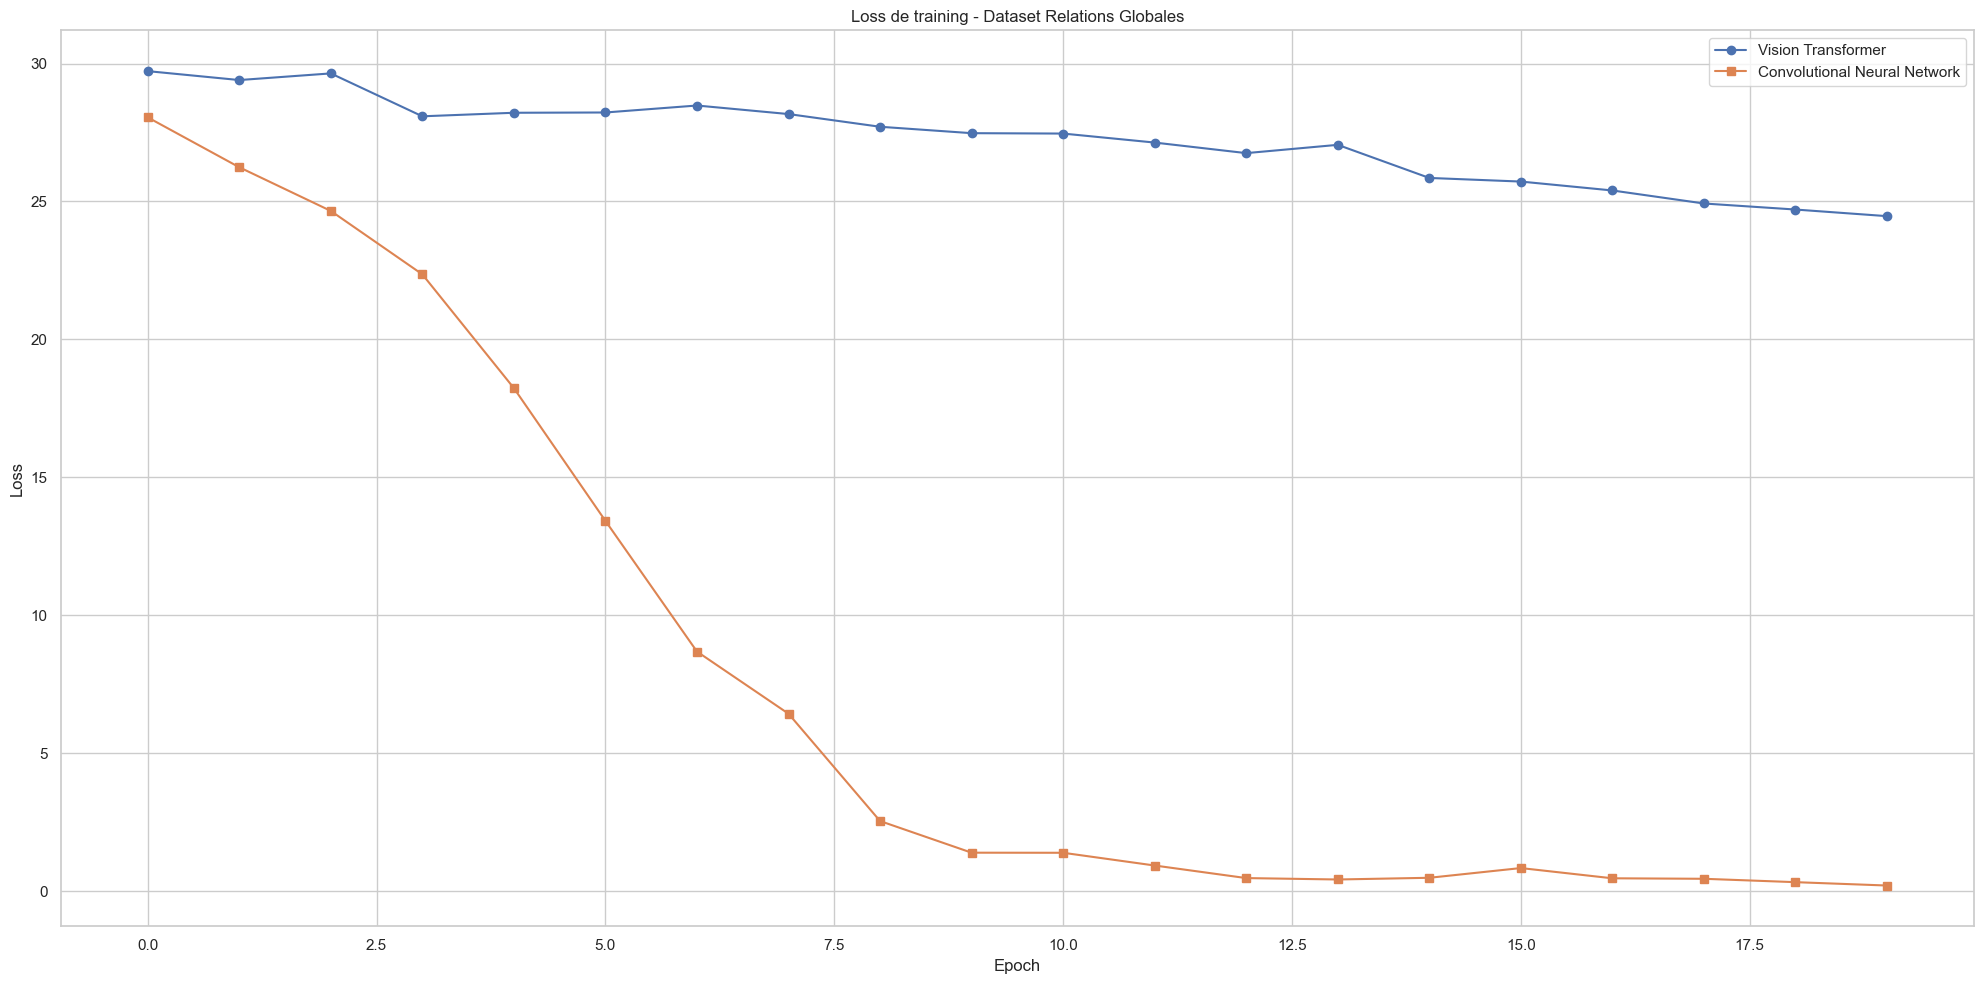 Loss de training - Dataset Relations Globales
Vision Transformer
Convolutional Neural Network
30
25
20
15
10
5
0
Loss
0.0 2.5 5.0 7.5 10.0 12.5 15.0 17.5
Epoch